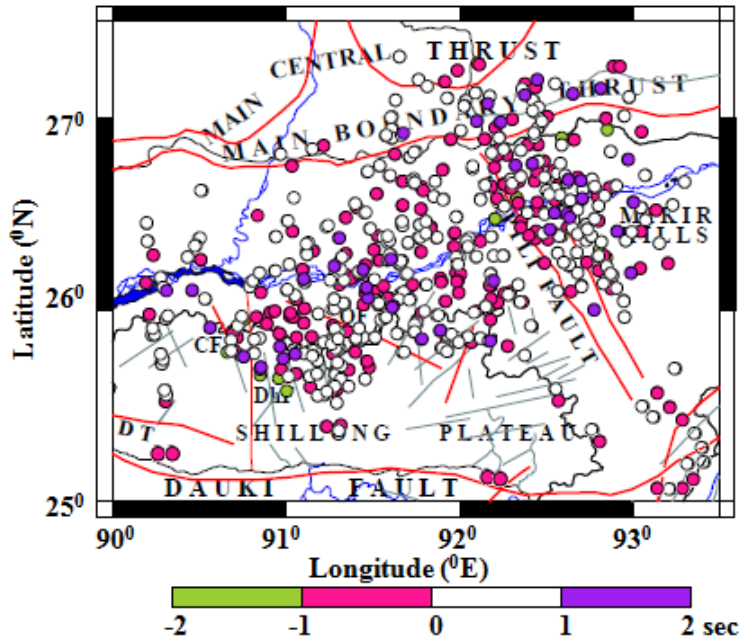 THRUST
CENTRAL
MAIN
THRUST
MAIN BOUNDARY
27⁰
MIKIR
HILLS
26⁰
FAULT
OF
CF
DhF
DT
SHILLONG PLATEAU
DAUKI FAULT
25⁰
90⁰ 91⁰ 92⁰ 93⁰
Latitude (⁰N)
Longitude (⁰E)
-2 -1 0 1 2 sec